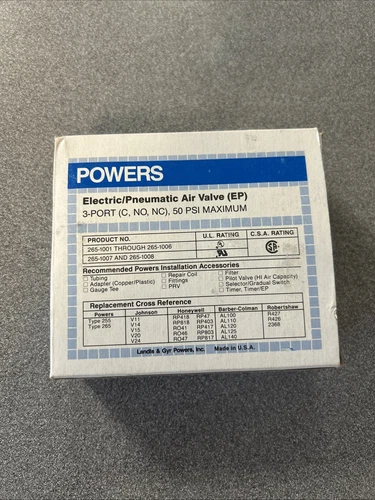 POWERS
Electric/Pneumatic Air Valve (EP)
3-PORT (C, NO, NC), 50 PSI MAXIMUM
PRODUCT NO. U.L. RATING C.S.A. RATING
265-1001 THROUGH 265-1006
265-1007 AND 265-1008
Recommended Powers Installation Accessories
Tubing Repair Coil Filter
Adapter (Copper/Plastic) Fittings Pilot Valve (HI Air Capacity)
Gauge Tee PRV Selector/Gradual Switch
Timer, Timer/EP
Replacement Cross Reference
Powers Johnson Honeywell Barber-Colman Robertshaw
Type 255 V11 RP418 RP47 AL100 R427
Type 265 V14 RP818 RP403 AL110 R426
V15 RO41 RP417 AL120 2368
V20 RO46 RP803 AL125
V24 RO47 RP817 AL140
Landis & Gyr Powers, Inc. Made in U.S.A.